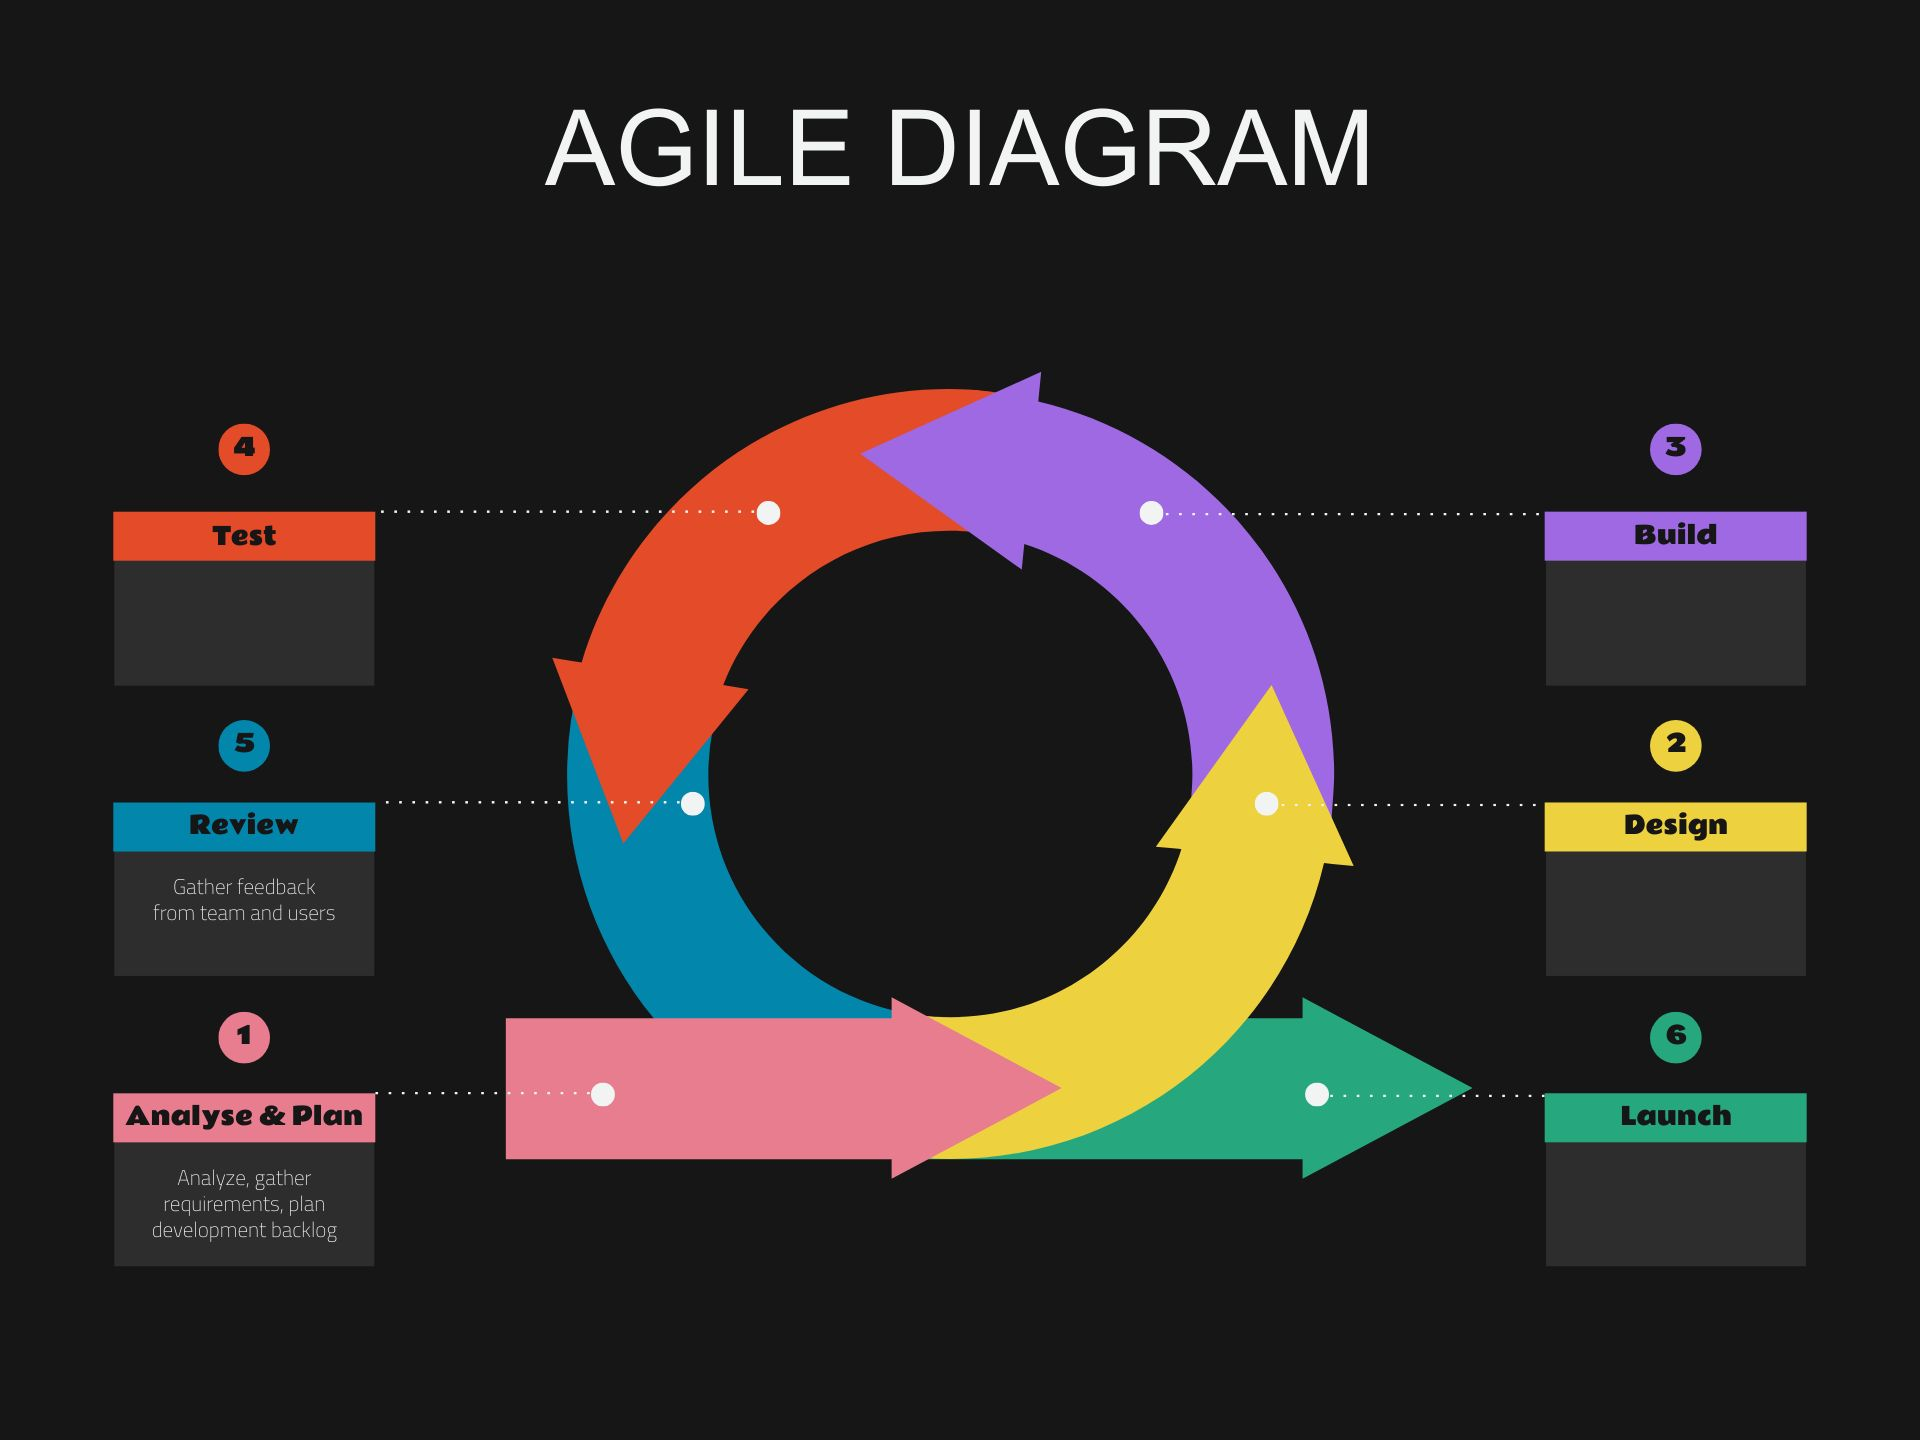 AGILE DIAGRAM
4
Test
3
Build
5
Review
Gather feedback
from team and users
2
Design
1
Analyse & Plan
Analyze, gather
requirements, plan
development backlog
6
Launch